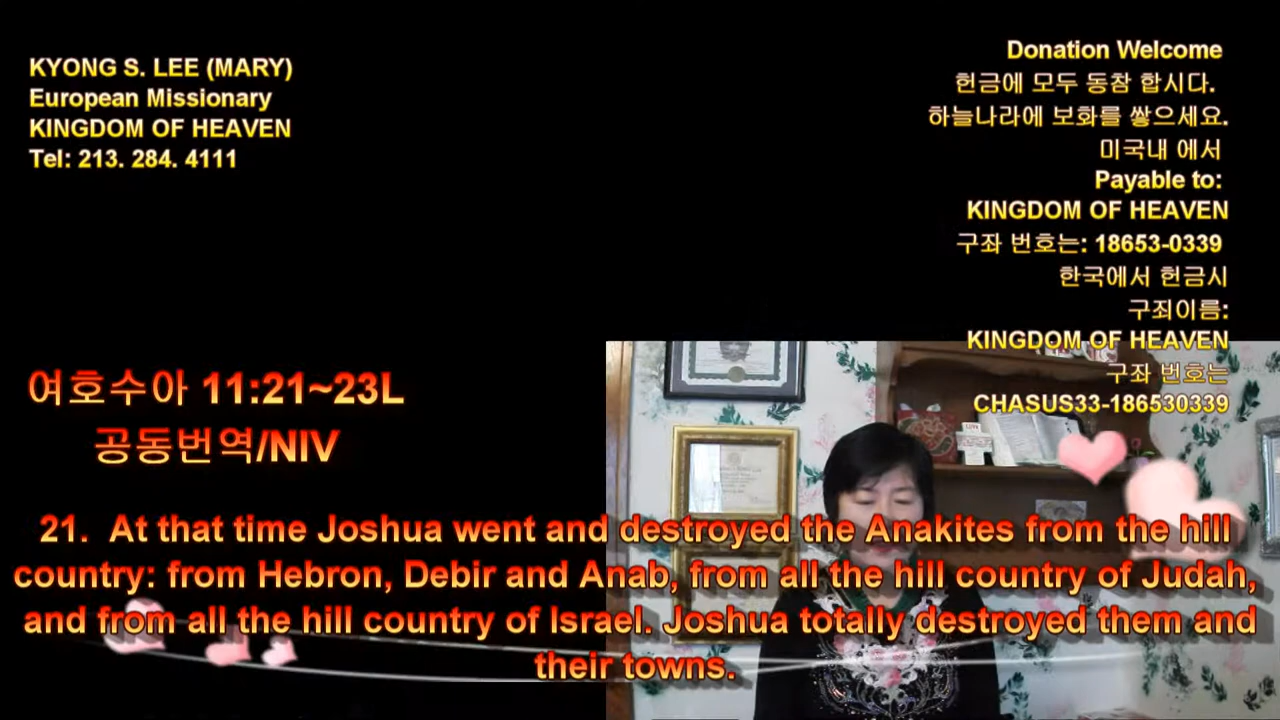 KYONG S. LEE (MARY)
European Missionary
KINGDOM OF HEAVEN
Tel: 213. 284. 4111
Donation Welcome
헌금에 모두 동참 합시다.
하늘나라에 보화를 쌓으세요.
미국내 에서
Payable to:
KINGDOM OF HEAVEN
구좌 번호는: 18653-0339
한국에서 헌금시
구죄이름:
KINGDOM OF HEAVEN
구좌 번호는
CHASUS33-186530339
여호수아 11:21~23L
공동번역/NIV
21. At that time Joshua went and destroyed the Anakites from the hill
country: from Hebron, Debir and Anab, from all the hill country of Judah,
and from all the hill country of Israel. Joshua totally destroyed them and
their towns.